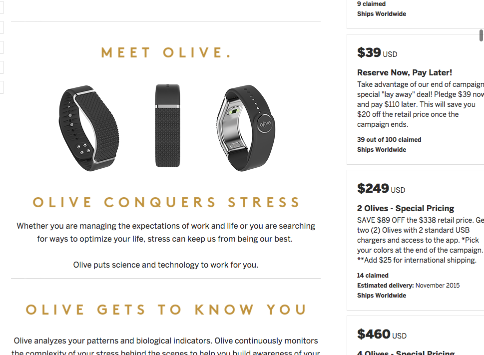 MEET OLIVE.
OLIVE CONQUERS STRESS
Whether you are managing the expectations of work and life or you are searching
for ways to optimize your life, stress can keep us from being our best.
Olive puts science and technology to work for you.
OLIVE GETS TO KNOW YOU
Olive analyzes your patterns and biological indicators. Olive continuously monitors
the complexity of stress behind the scenes to help you build awareness of your
9 claimed
Ships Worldwide
$39 USD
Reserve Now, Pay Later!
Take advantage of our end of campaign
special "lay away" deal! Pledge $39 now
and pay $110 later. This will save you
$20 off the retail price once the
campaign ends.
39 out of 100 claimed
Ships Worldwide
$249 USD
2 Olives - Special Pricing
SAVE $89 OFF the $338 retail price. Get
two (2) Olives with 2 standard USB
chargers and access to the app. *Pick
your colors at the end of the campaign.
**Add $25 for international shipping.
14 claimed
Estimated delivery: November 2015
Ships Worldwide
$460 USD
4 Olives - Special Pricing